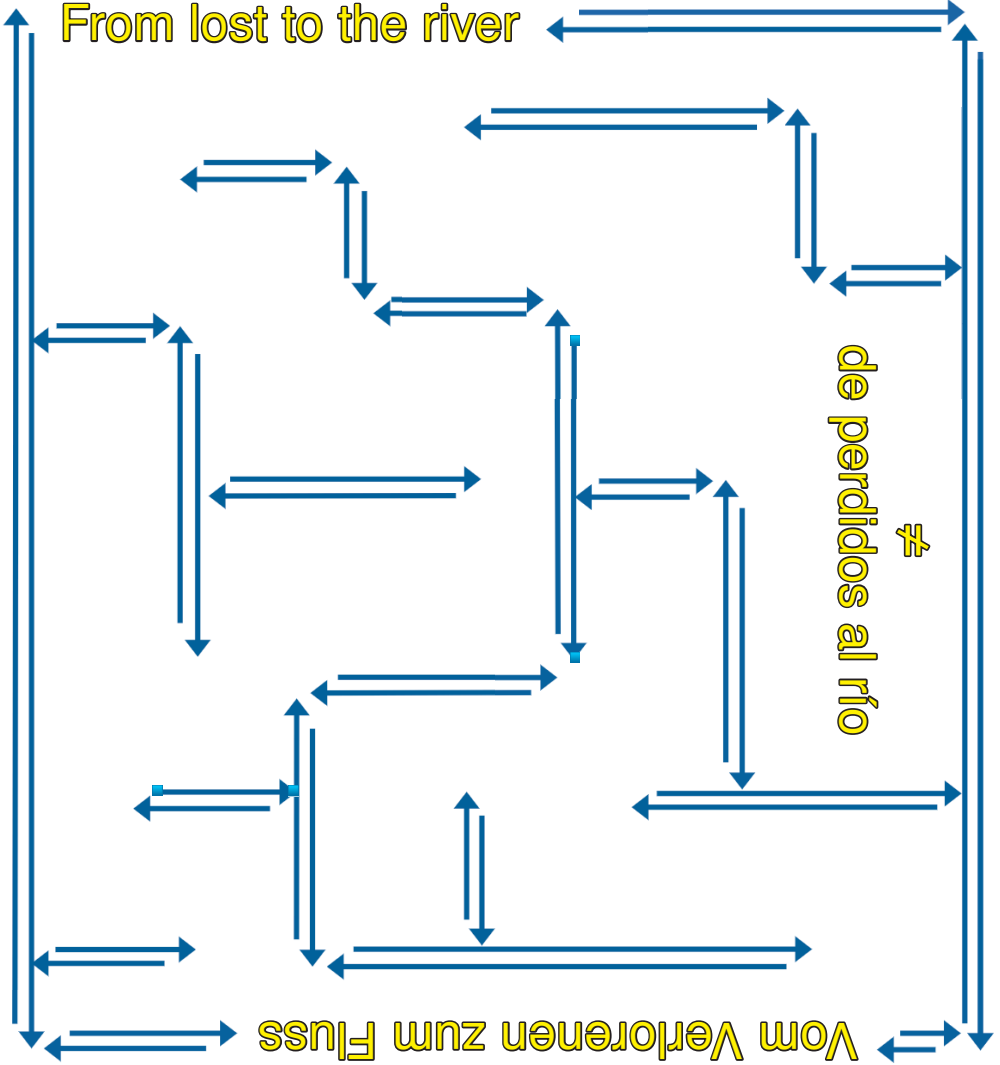 From lost to the river
≠
de perdidos al río
Vom Verlorenen zum Fluss